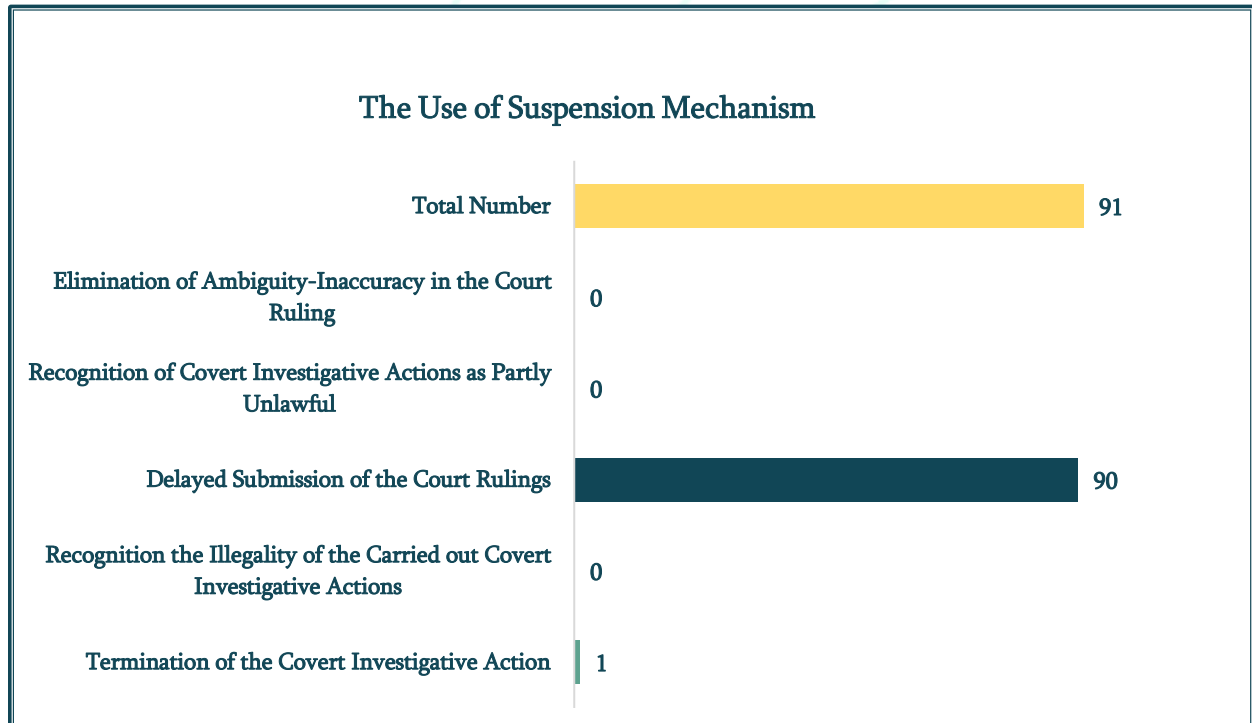 The Use of Suspension Mechanism
Total Number
91
Elimination of Ambiguity-Inaccuracy in the Court
Ruling
0
Recognition of Covert Investigative Actions as Partly
Unlawful
0
Delayed Submission of the Court Rulings
90
Recognition the Illegality of the Carried out Covert
Investigative Actions
0
Termination of the Covert Investigative Action
1